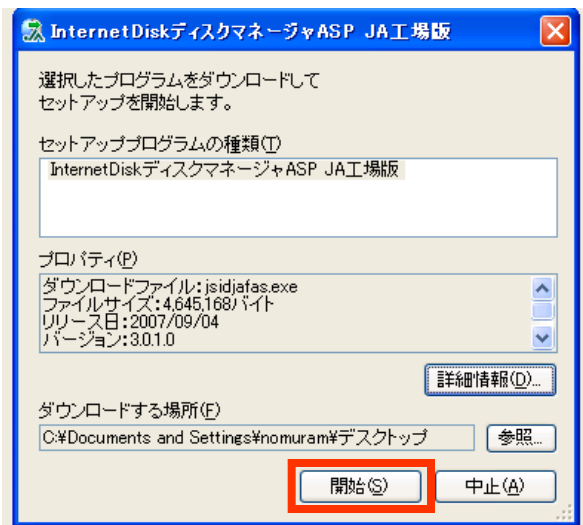 InternetDiskディスクマネージャASP JA工場版
選択したプログラムをダウンロードして
セットアップを開始します。
セットアッププログラムの種類(T)
InternetDiskディスクマネージャASP JA工場版
プロパティ(P)
ダウンロードファイル:jsidjafas.exe
ファイルサイズ:4,645,168バイト
リリース日:2007/09/04
バージョン:3.0.1.0
詳細情報(D)...
ダウンロードする場所(F)
C:¥Documents and Settings¥nomuram¥デスクトップ
参照...
開始(S)
中止(A)